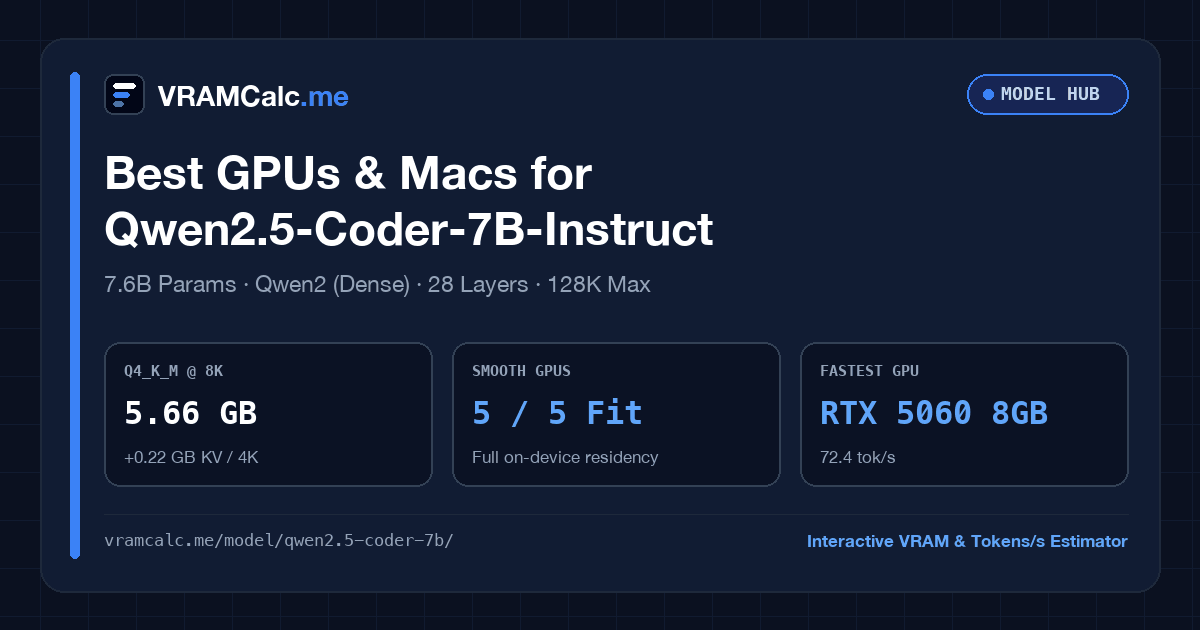 VRAMCalc.me
MODEL HUB
Best GPUs & Macs for
Qwen2.5-Coder-7B-Instruct
7.6B Params · Qwen2 (Dense) · 28 Layers · 128K Max
Q4_K_M @ 8K
5.66 GB
+0.22 GB KV / 4K
SMOOTH GPUS
5 / 5 Fit
Full on-device residency
FASTEST GPU
RTX 5060 8GB
72.4 tok/s
vramcalc.me/model/qwen2.5-coder-7b/
Interactive VRAM & Tokens/s Estimator